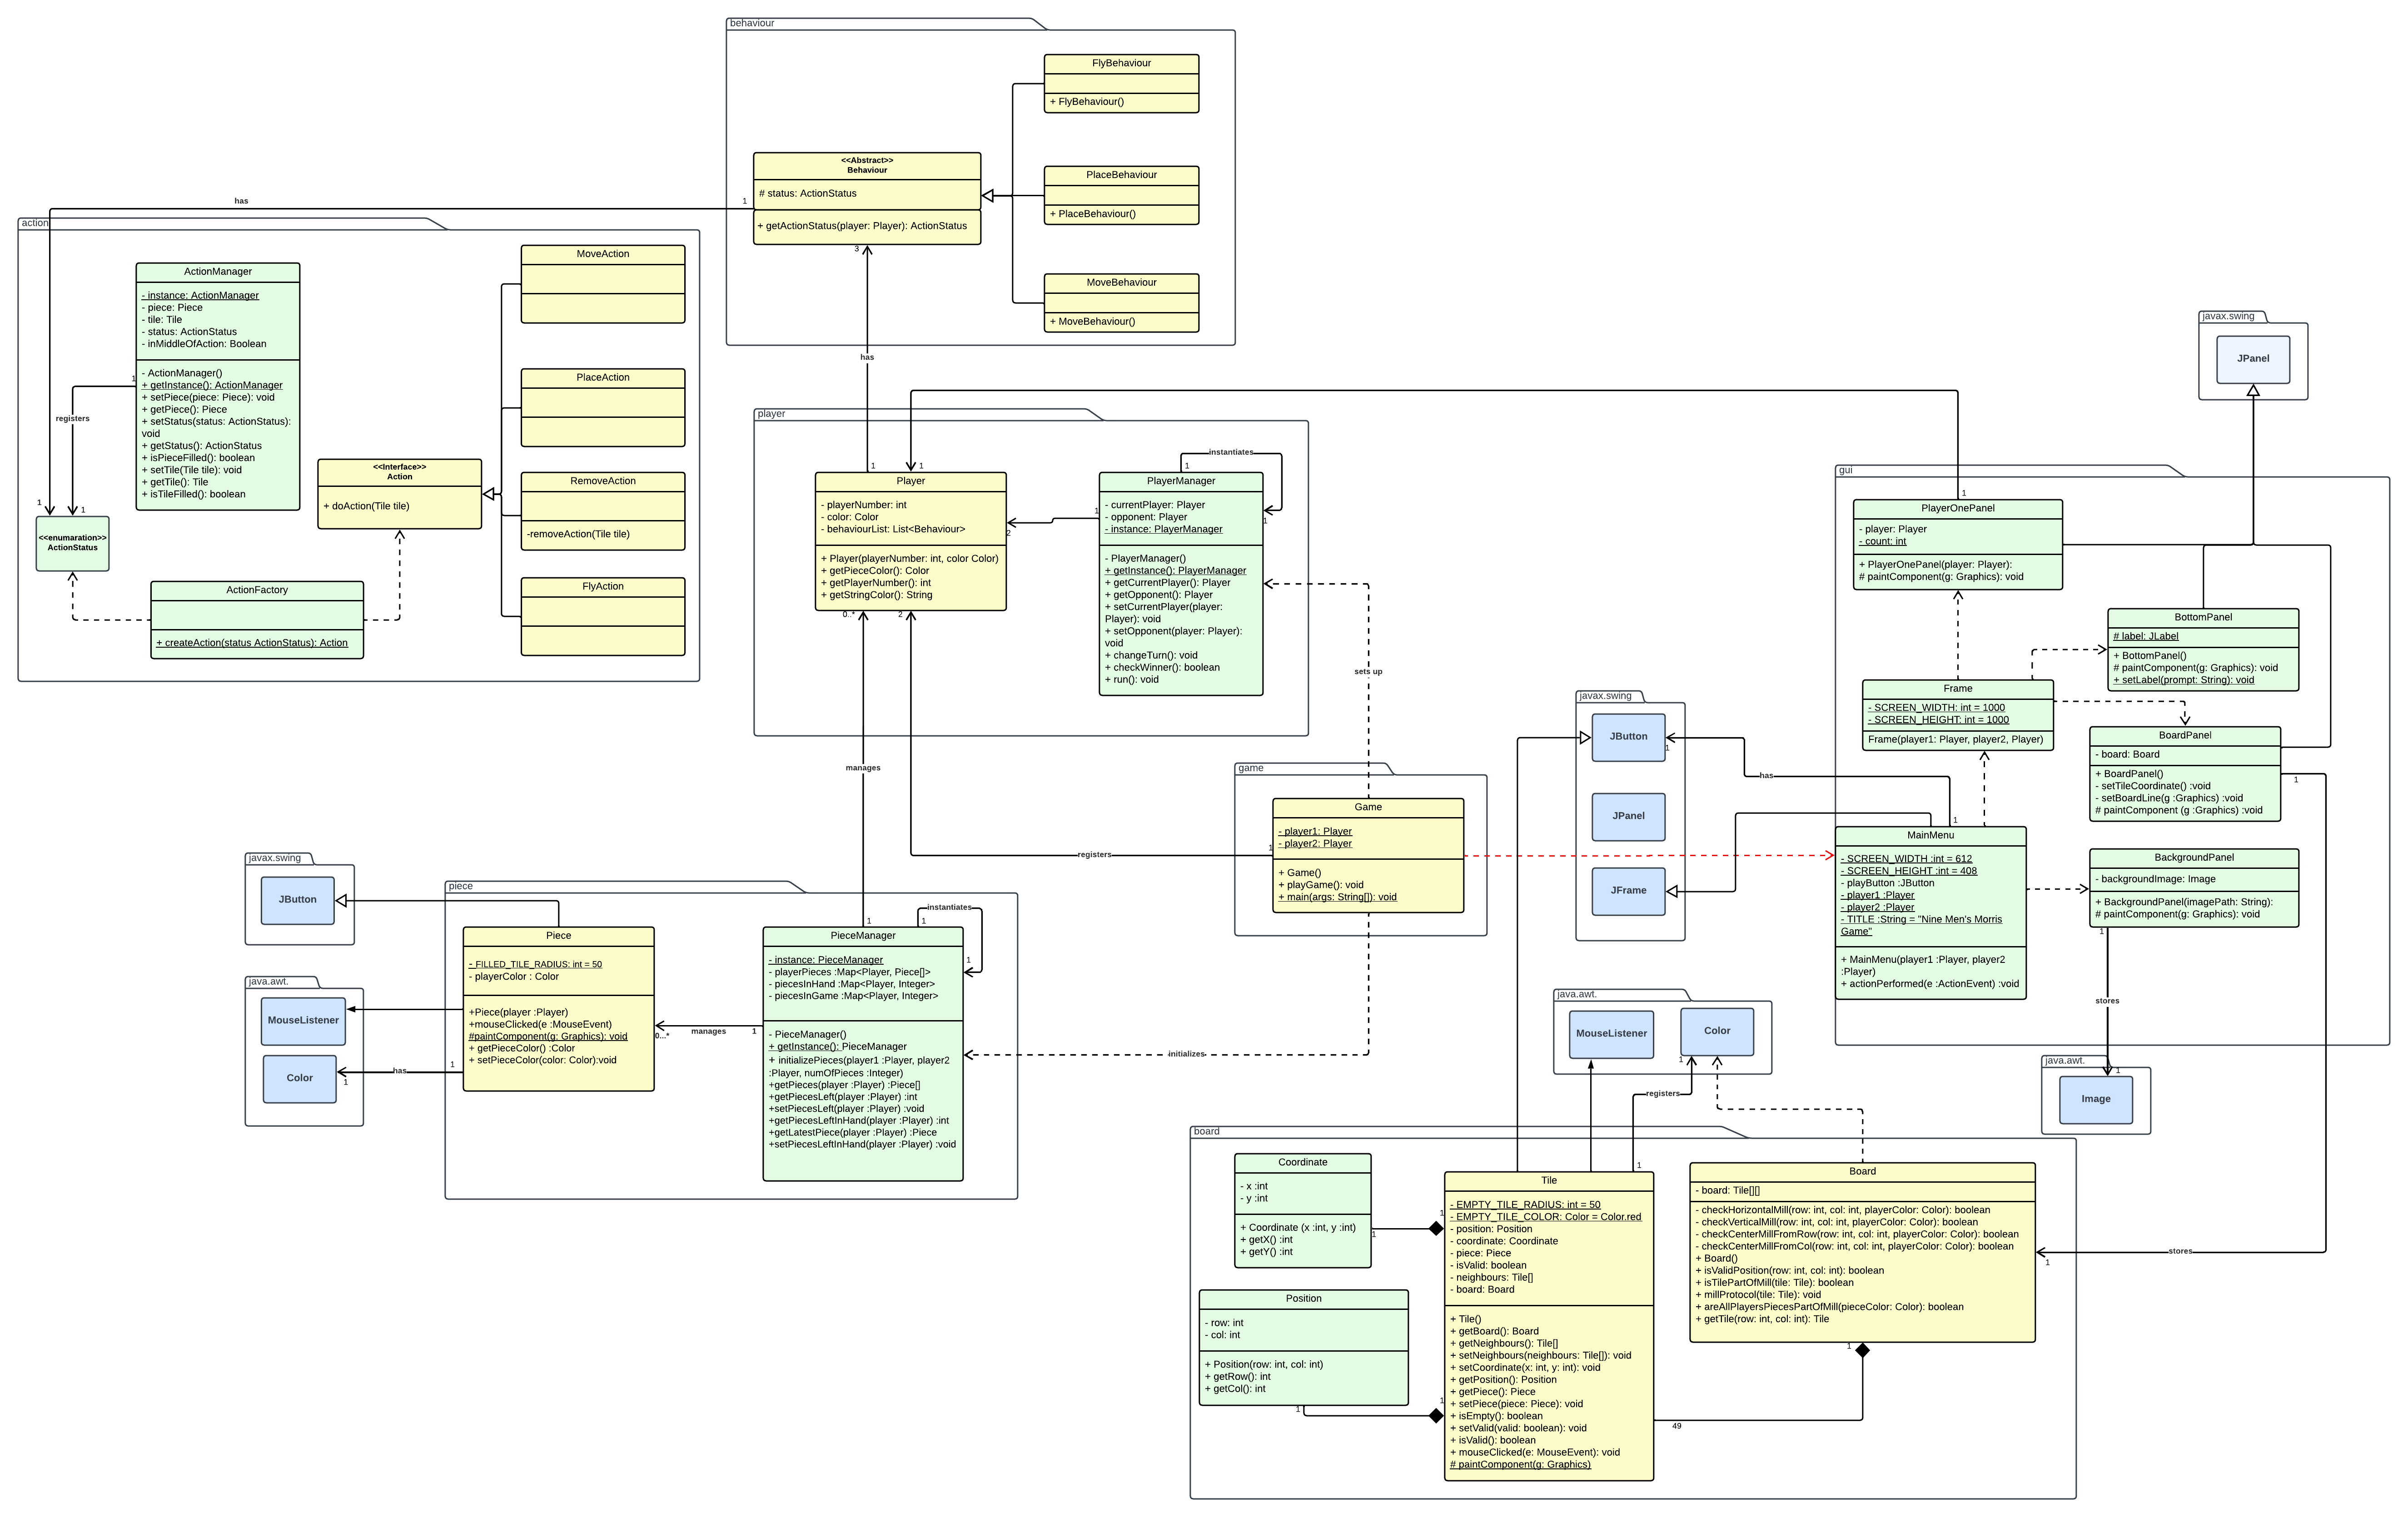 behaviour
FlyBehaviour
+ FlyBehaviour()
<<Abstract>>
Behaviour
# status: ActionStatus
+ getActionStatus(player: Player): ActionStatus
PlaceBehaviour
+ PlaceBehaviour()
MoveBehaviour
+ MoveBehaviour()
has
1
3
has
1
action
ActionManager
- instance: ActionManager
- piece: Piece
- tile: Tile
- status: ActionStatus
- inMiddleOfAction: Boolean
- ActionManager()
+ getInstance(): ActionManager
+ setPiece(piece: Piece): void
+ getPiece(): Piece
+ setStatus(status: ActionStatus):
void
+ getStatus(): ActionStatus
+ isPieceFilled(): boolean
+ setTile(Tile tile): void
+ getTile(): Tile
+ isTileFilled(): boolean
1
registers
1
1
<<enumaration>>
ActionStatus
<<Interface>>
Action
+ doAction(Tile tile)
ActionFactory
+ createAction(status ActionStatus): Action
MoveAction
PlaceAction
RemoveAction
-removeAction(Tile tile)
FlyAction
player
Player
- playerNumber: int
- color: Color
- behaviourList: List<Behaviour>
+ Player(playerNumber: int, color Color)
+ getPieceColor(): Color
+ getPlayerNumber(): int
+ getStringColor(): String
1
0..*
2
2
1
instantiates
1
1
PlayerManager
- currentPlayer: Player
- opponent: Player
- instance: PlayerManager
- PlayerManager()
+ getInstance(): PlayerManager
+ getCurrentPlayer(): Player
+ getOpponent(): Player
+ setCurrentPlayer(player:
Player): void
+ setOpponent(player: Player):
void
+ changeTurn(): void
+ checkWinner(): boolean
+ run(): void
sets up
manages
registers
1
game
Game
- player1: Player
- player2: Player
+ Game()
+ playGame(): void
+ main(args: String[]): void
initializes
javax.swing
JPanel
gui
1
PlayerOnePanel
- player: Player
- count: int
+ PlayerOnePanel(player: Player):
# paintComponent(g: Graphics): void
BottomPanel
# label: JLabel
+ BottomPanel()
# paintComponent(g: Graphics): void
+ setLabel(prompt: String): void
Frame
- SCREEN_WIDTH: int = 1000
- SCREEN_HEIGHT: int = 1000
Frame(player1: Player, player2, Player)
BoardPanel
- board: Board
+ BoardPanel()
- setTileCoordinate() :void
- setBoardLine(g :Graphics) :void
# paintComponent (g :Graphics) :void
1
MainMenu
- SCREEN_WIDTH :int = 612
- SCREEN_HEIGHT :int = 408
- playButton :JButton
- player1 :Player
- player2 :Player
- TITLE :String = "Nine Men's Morris
Game"
+ MainMenu(player1 :Player, player2
:Player)
+ actionPerformed(e :ActionEvent) :void
1
has
BackgroundPanel
- backgroundImage: Image
+ BackgroundPanel(imagePath: String):
# paintComponent(g: Graphics): void
1
stores
1
java.awt.
Image
stores
1
javax.swing
JButton
1
JPanel
JFrame
javax.swing
JButton
java.awt.
MouseListener
Color
1
has
1
piece
Piece
- FILLED_TILE_RADIUS: int = 50
- playerColor : Color
+Piece(player :Player)
+mouseClicked(e :MouseEvent)
#paintComponent(g: Graphics): void
+ getPieceColor() :Color
+ setPieceColor(color: Color):void
0...*
manages
1
1
1
instantiates
1
PieceManager
- instance: PieceManager
- playerPieces :Map<Player, Piece[]>
- piecesInHand :Map<Player, Integer>
- piecesInGame :Map<Player, Integer>
- PieceManager()
+ getInstance(): PieceManager
+ initializePieces(player1 :Player, player2
:Player, numOfPieces :Integer)
+getPieces(player :Player) :Piece[]
+getPiecesLeft(player :Player) :int
+setPiecesLeft(player :Player) :void
+getPiecesLeftInHand(player :Player) :int
+getLatestPiece(player :Player) :Piece
+setPiecesLeftInHand(player :Player) :void
java.awt.
MouseListener
Color
1
registers
1
board
Coordinate
- x :int
- y :int
+ Coordinate (x :int, y :int)
+ getX() :int
+ getY() :int
1
1
Position
- row: int
- col: int
+ Position(row: int, col: int)
+ getRow(): int
+ getCol(): int
1
1
Tile
- EMPTY_TILE_RADIUS: int = 50
- EMPTY_TILE_COLOR: Color = Color.red
- position: Position
- coordinate: Coordinate
- piece: Piece
- isValid: boolean
- neighbours: Tile[]
- board: Board
+ Tile()
+ getBoard(): Board
+ getNeighbours(): Tile[]
+ setNeighbours(neighbours: Tile[]): void
+ setCoordinate(x: int, y: int): void
+ getPosition(): Position
+ getPiece(): Piece
+ setPiece(piece: Piece): void
+ isEmpty(): boolean
+ setValid(valid: boolean): void
+ isValid(): boolean
+ mouseClicked(e: MouseEvent): void
# paintComponent(g: Graphics)
Board
- board: Tile[][]
- checkHorizontalMill(row: int, col: int, playerColor: Color): boolean
- checkVerticalMill(row: int, col: int, playerColor: Color): boolean
- checkCenterMillFromRow(row: int, col: int, playerColor: Color): boolean
- checkCenterMillFromCol(row: int, col: int, playerColor: Color): boolean
+ Board()
+ isValidPosition(row: int, col: int): boolean
+ isTilePartOfMill(tile: Tile): boolean
+ millProtocol(tile: Tile): void
+ areAllPlayersPiecesPartOfMill(pieceColor: Color): boolean
+ getTile(row: int, col: int): Tile
1
49